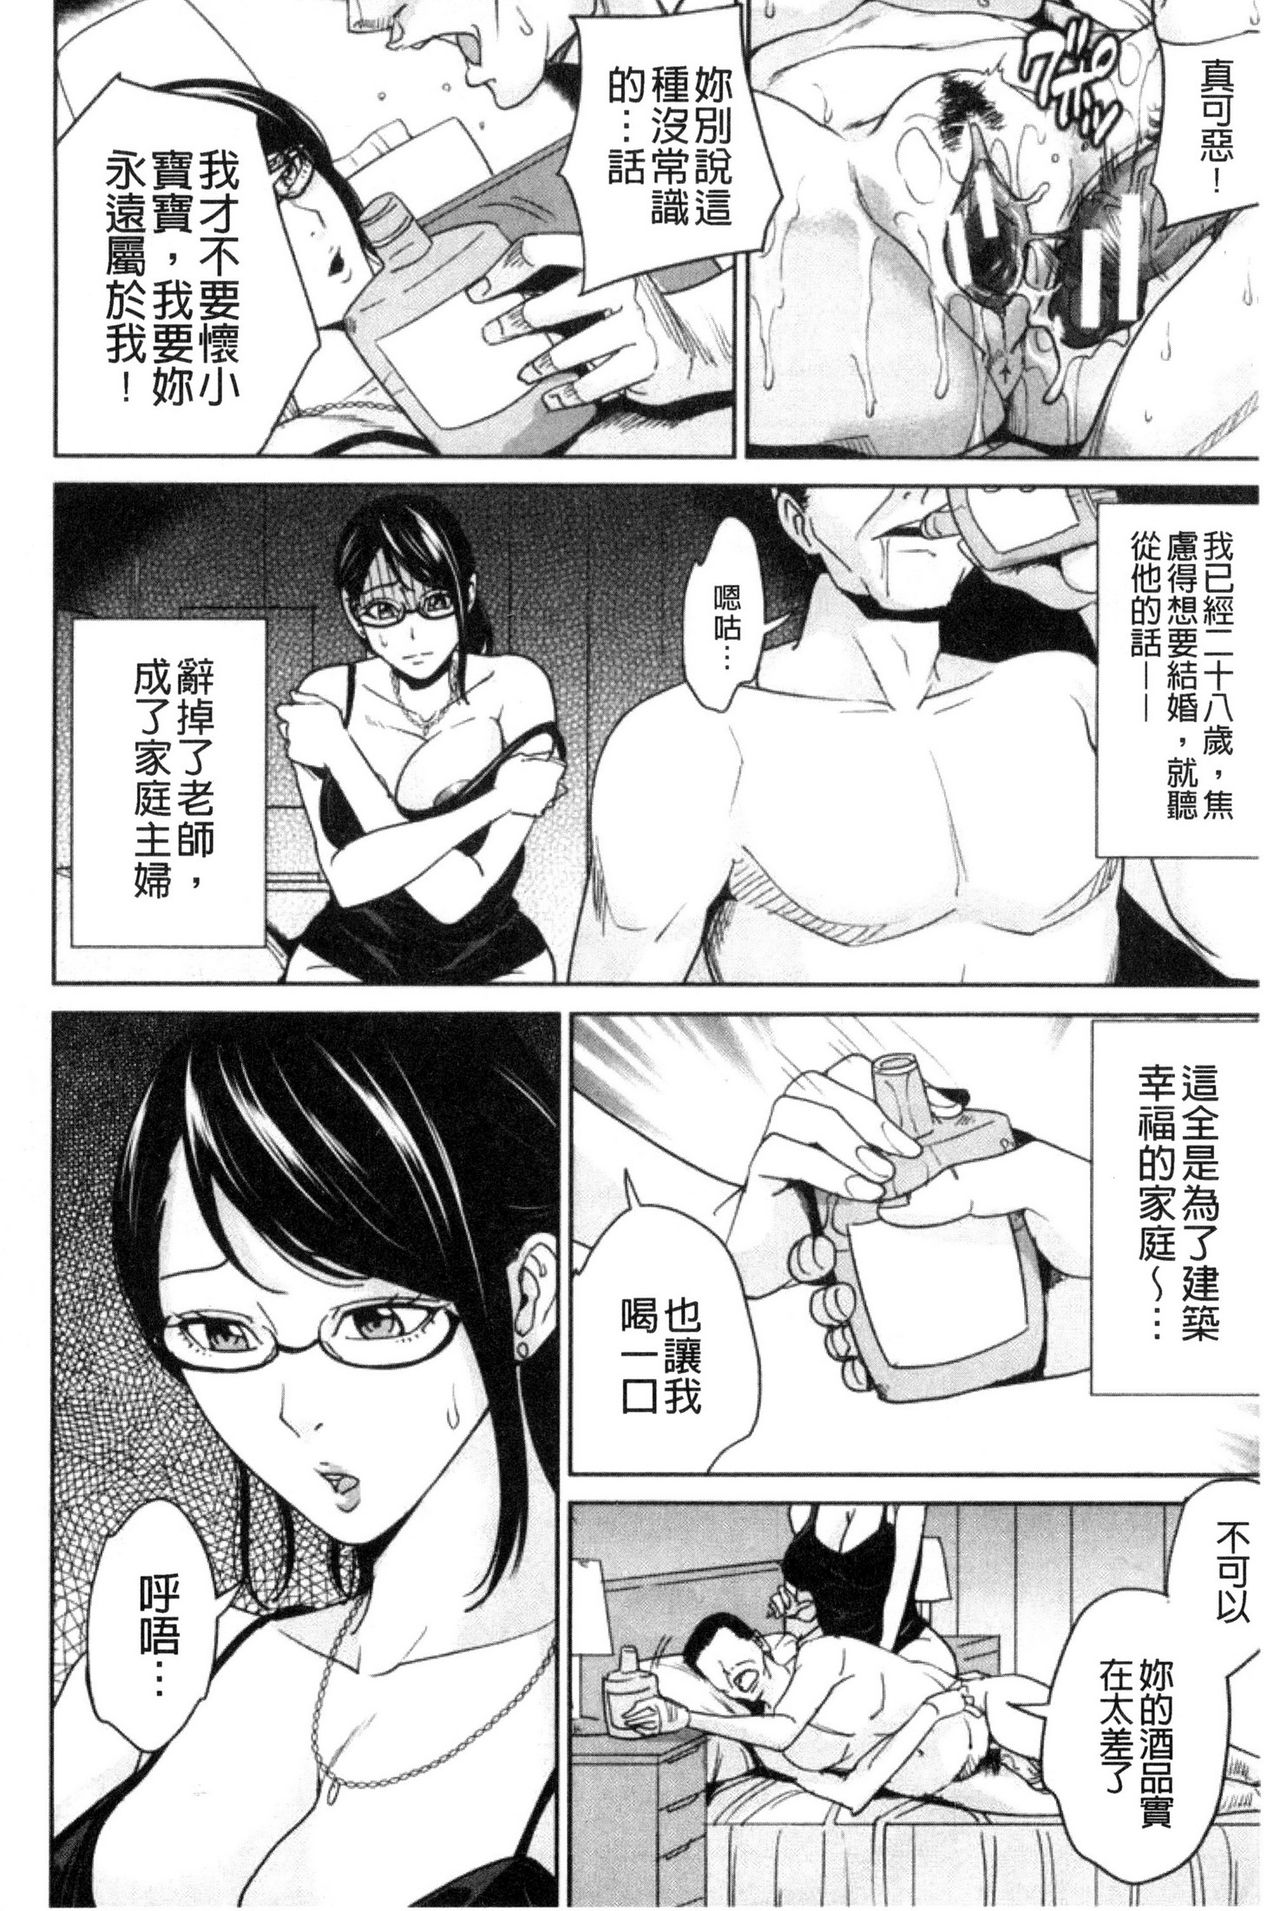 真可惡！
グポッ
妳別說這
種沒常識
的…話
我才不要懷小
寶寶，我要妳
永遠屬於我！
我已經二十八歲，焦
慮得想要結婚，就聽
從他的話——
嗯咕…
辭掉了老師，
成了家庭主婦
這全是為了建築
幸福的家庭～…
也讓我
喝一口
不可以
妳的酒品實
在太差了
呼唔…